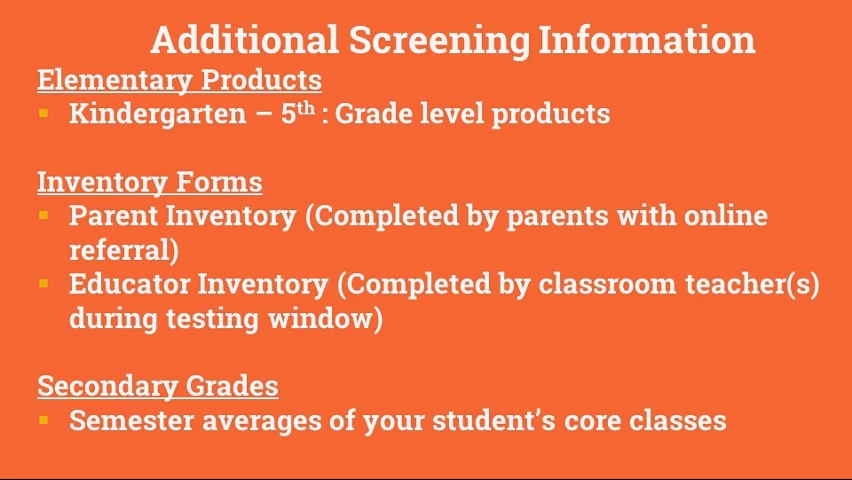 Additional Screening Information
Elementary Products
▪ Kindergarten – 5th : Grade level products
Inventory Forms
▪ Parent Inventory (Completed by parents with online
referral)
▪ Educator Inventory (Completed by classroom teacher(s)
during testing window)
Secondary Grades
▪ Semester averages of your student’s core classes